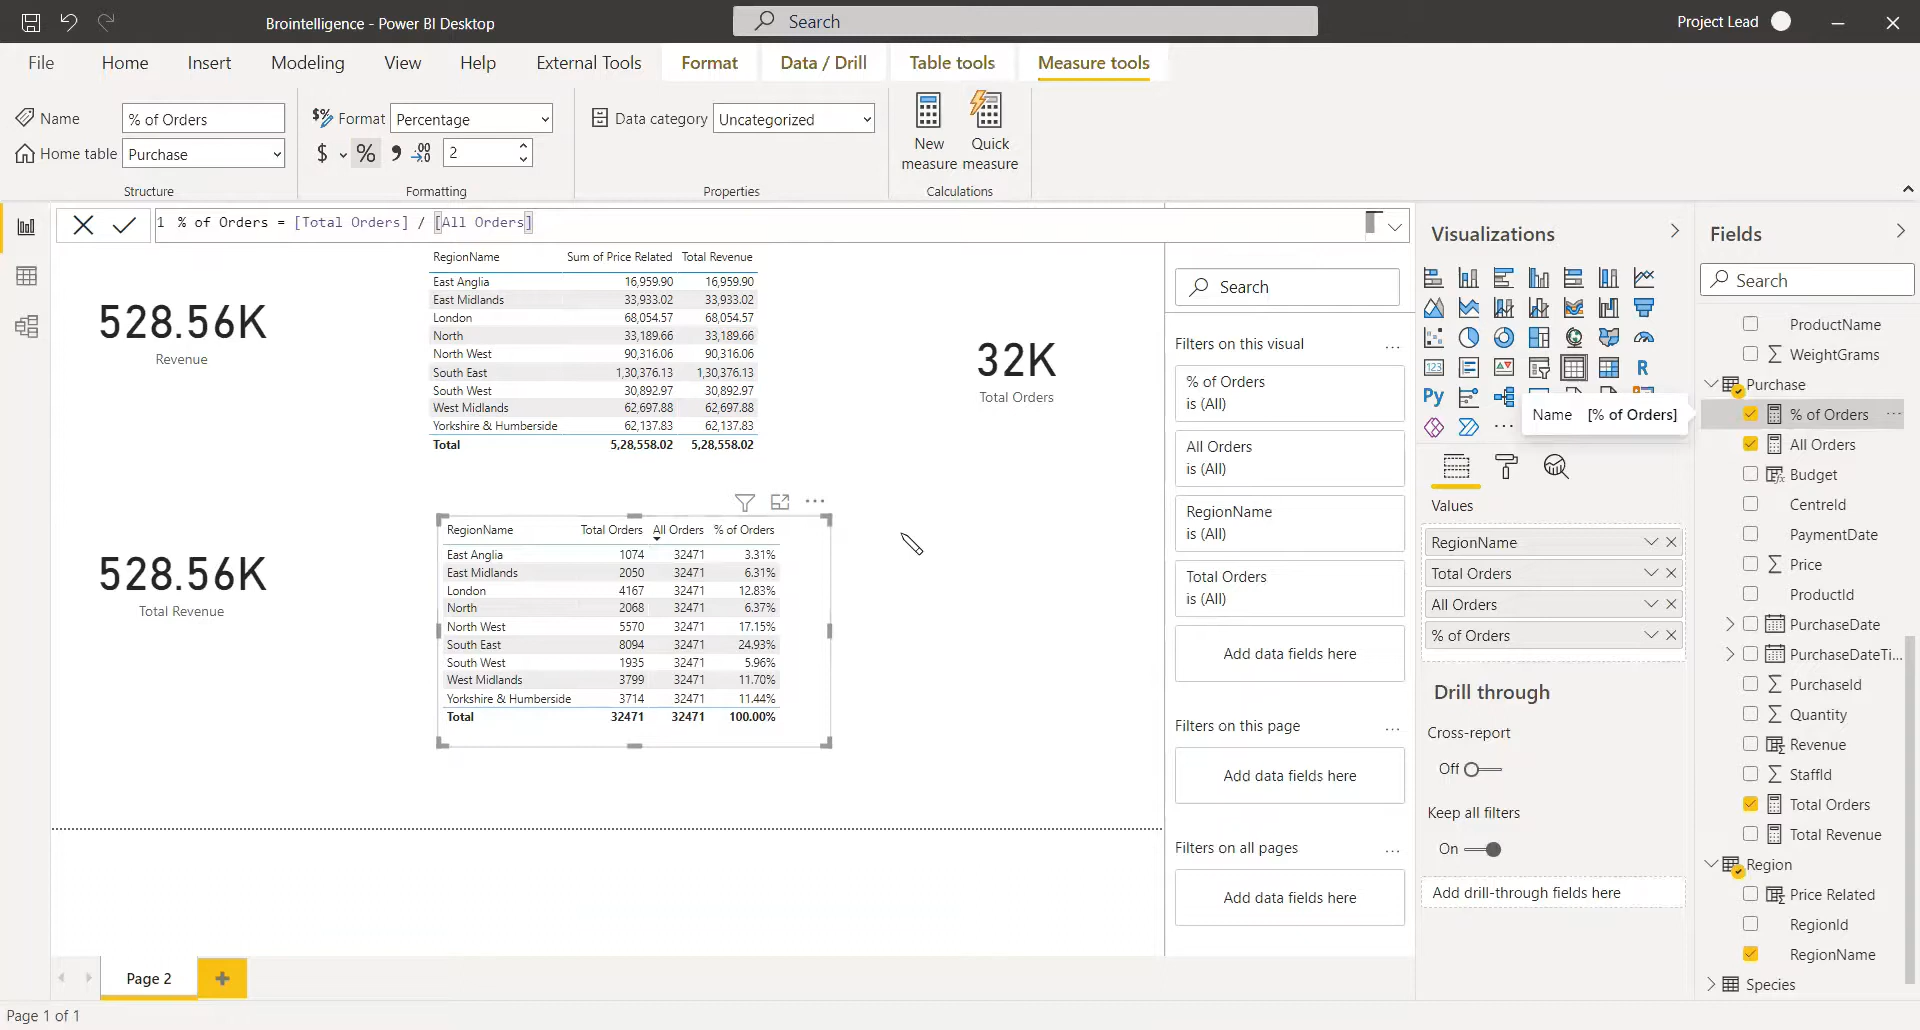 Brointelligence - Power BI Desktop
Search
Project Lead
File Home Insert Modeling View Help External Tools Format Data / Drill Table tools Measure tools
Name % of Orders
Home table Purchase
Structure
Format Percentage
$ % 9 .00 →.0 2
Formatting
Data category Uncategorized
Properties
New measure
Quick measure
Calculations
1 % of Orders = [Total Orders] / [All Orders]
528.56K
Revenue
RegionName Sum of Price Related Total Revenue
East Anglia 16,959.90 16,959.90
East Midlands 33,933.02 33,933.02
London 68,054.57 68,054.57
North 33,189.66 33,189.66
North West 90,316.06 90,316.06
South East 1,30,376.13 1,30,376.13
South West 30,892.97 30,892.97
West Midlands 62,697.88 62,697.88
Yorkshire & Humberside 62,137.83 62,137.83
Total 5,28,558.02 5,28,558.02
32K
Total Orders
528.56K
Total Revenue
RegionName Total Orders All Orders % of Orders
East Anglia 1074 32471 3.31%
East Midlands 2050 32471 6.31%
London 4167 32471 12.83%
North 2068 32471 6.37%
North West 5570 32471 17.15%
South East 8094 32471 24.93%
South West 1935 32471 5.96%
West Midlands 3799 32471 11.70%
Yorkshire & Humberside 3714 32471 11.44%
Total 32471 32471 100.00%
Search
Filters on this visual ...
% of Orders
is (All)
All Orders
is (All)
RegionName
is (All)
Total Orders
is (All)
Add data fields here
Filters on this page ...
Add data fields here
Filters on all pages ...
Add data fields here
Visualizations
123
R
Py
...
Name [% of Orders]
Values
RegionName
Total Orders
All Orders
% of Orders
Drill through
Cross-report
Off
Keep all filters
On
Add drill-through fields here
Fields
Search
ProductName
WeightGrams
Purchase
% of Orders ...
All Orders
Budget
CentreId
PaymentDate
Price
ProductId
PurchaseDate
PurchaseDateTi...
PurchaseId
Quantity
Revenue
StaffId
Total Orders
Total Revenue
Region
Price Related
RegionId
RegionName
Species
Page 2
+
Page 1 of 1